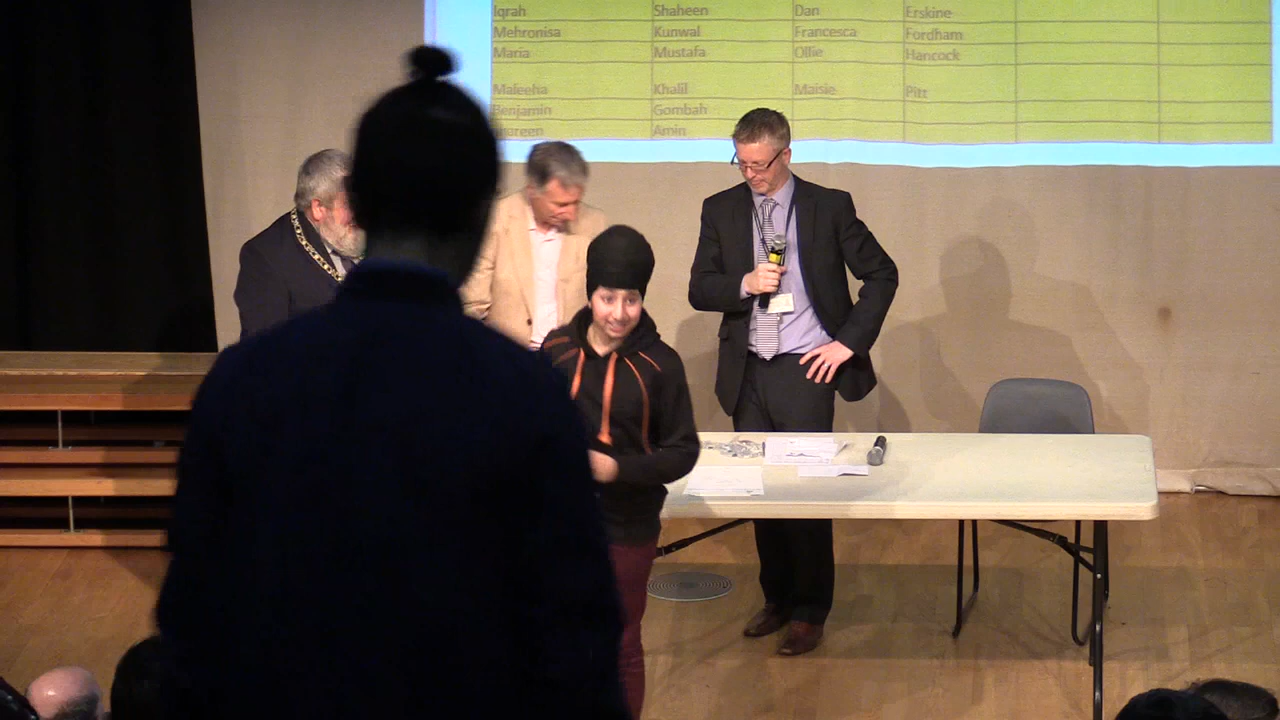 Iqrah Shaheen Dan Erskine
Mehronisa Kunwal Francesca Fordham
Maria Mustafa Ollie Hancock
Maleeha Khalil Maisie Pitt
Benjamin Gombah
Amin